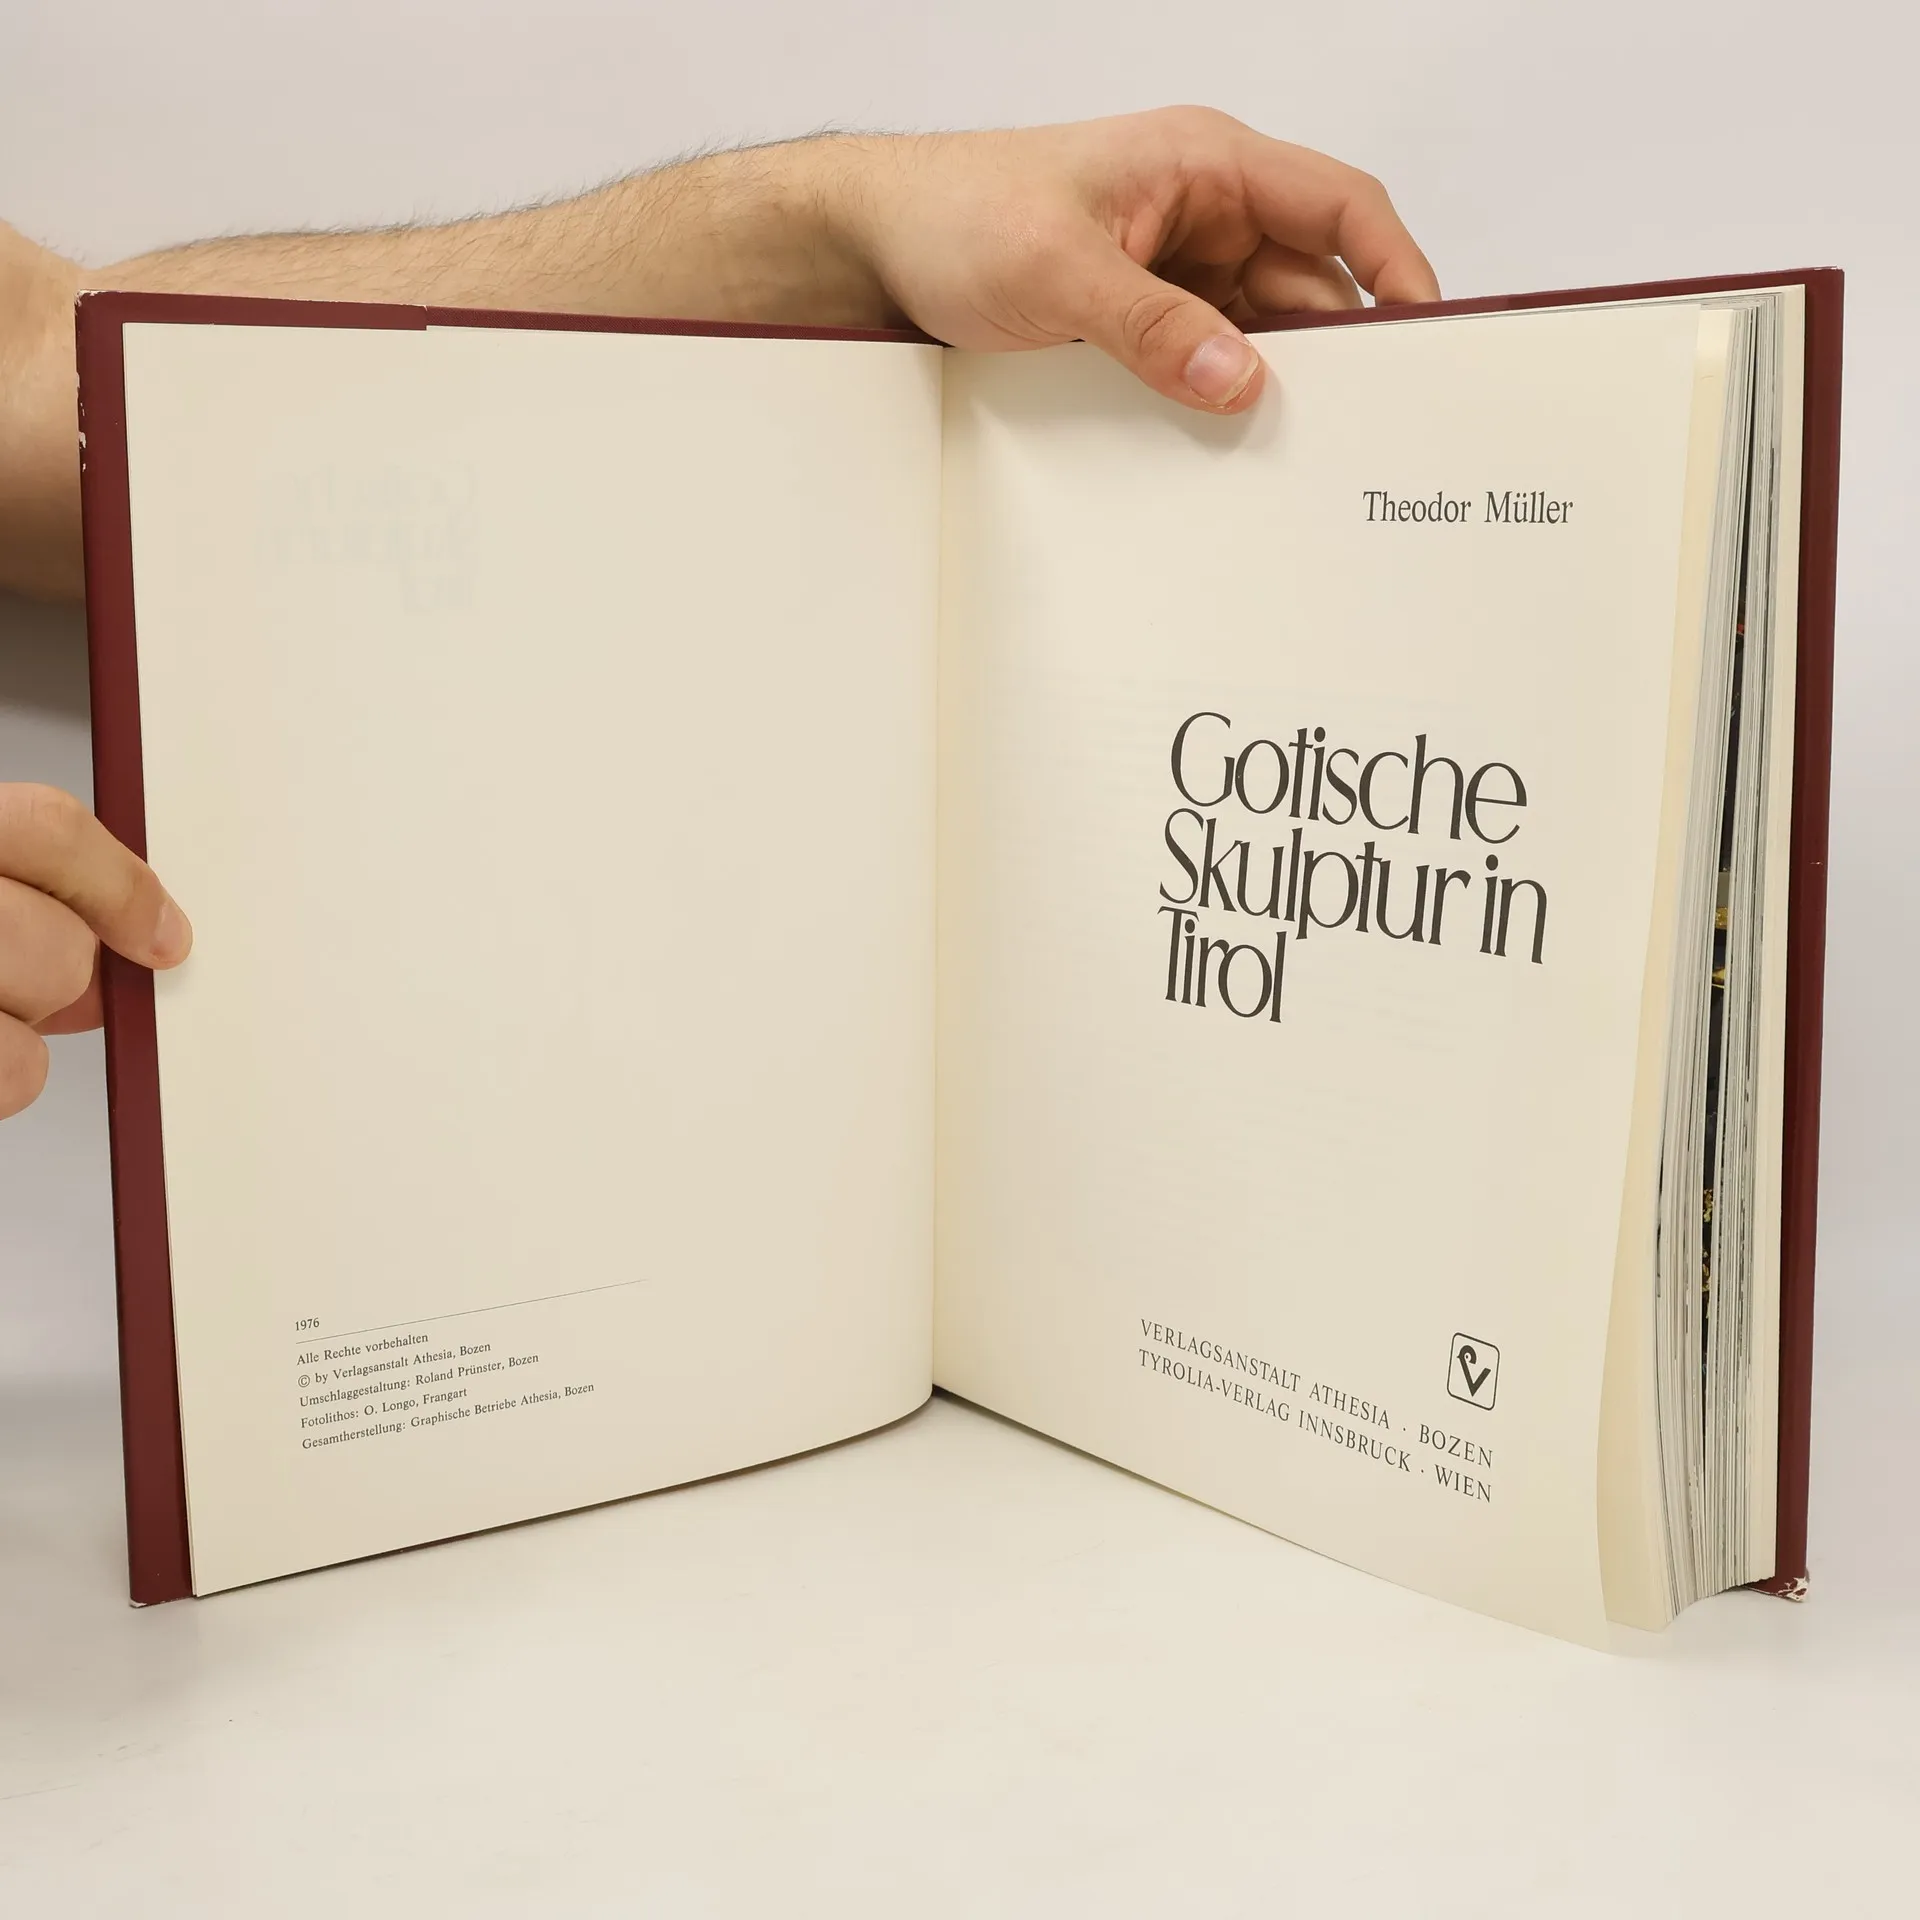 1976
Alle Rechte vorbehalten
© by Verlagsanstalt Athesia, Bozen
Umschlaggestaltung: Roland Prünster, Bozen
Fotolithos: O. Longo, Frangart
Gesamtherstellung: Graphische Betriebe Athesia, Bozen
Theodor Müller
Gotische
Skulptur in
Tirol
VERLAGSANSTALT ATHESIA · BOZEN
TYROLIA-VERLAG INNSBRUCK · WIEN